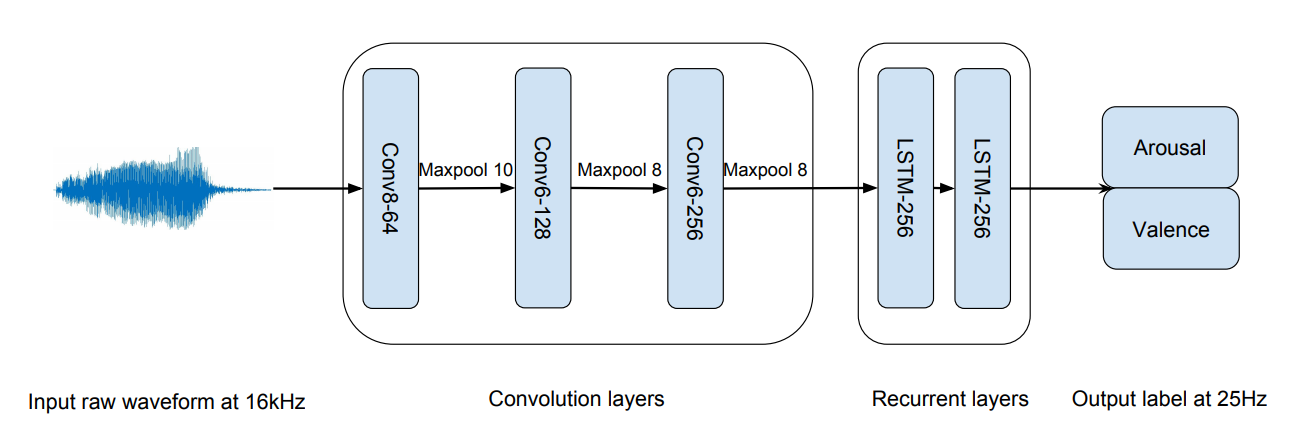 Conv8-64
Maxpool 10
Conv6-128
Maxpool 8
Conv6-256
Maxpool 8
LSTM-256
LSTM-256
Arousal
Valence
Input raw waveform at 16kHz
Convolution layers
Recurrent layers
Output label at 25Hz